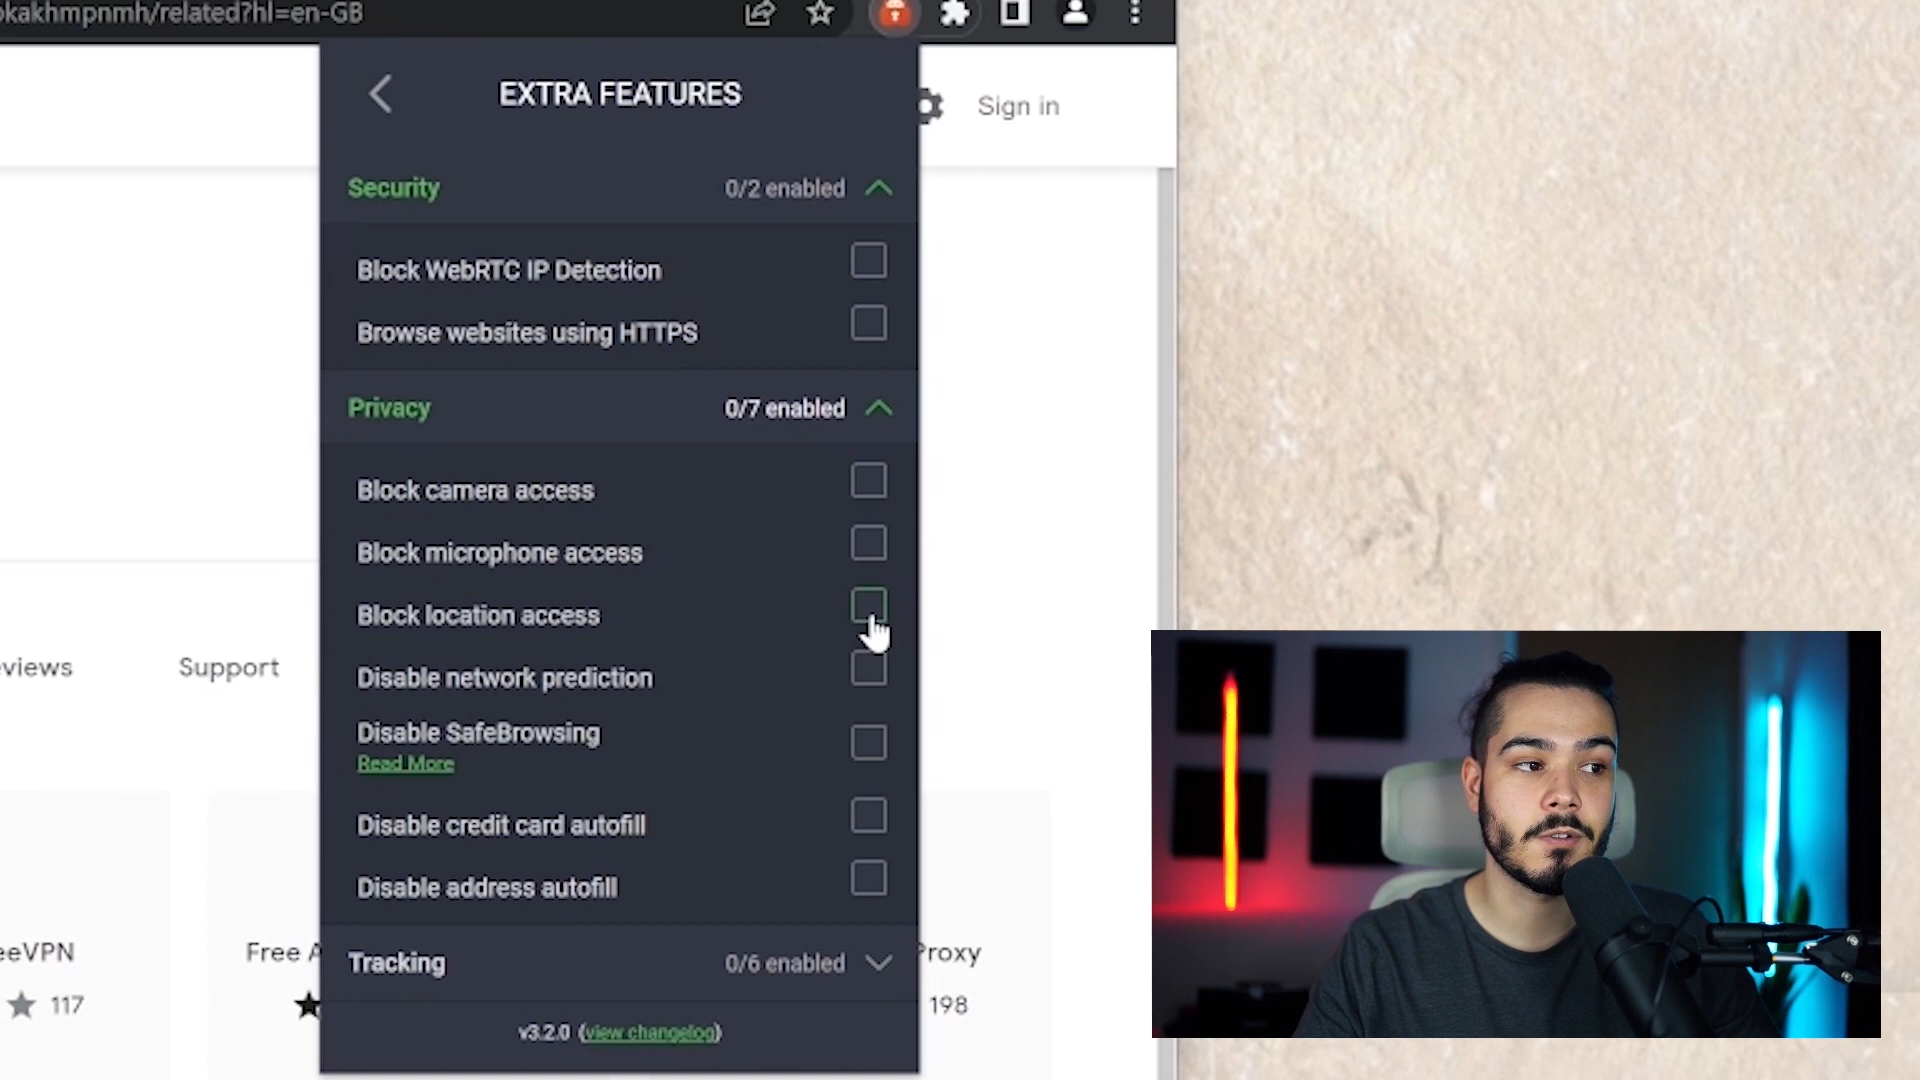 okakhmpnmh/related?hl=en-GB
EXTRA FEATURES
Sign in
Security 0/2 enabled
Block WebRTC IP Detection
Browse websites using HTTPS
Privacy 0/7 enabled
Block camera access
Block microphone access
Block location access
Disable network prediction
Disable SafeBrowsing
Read More
Disable credit card autofill
Disable address autofill
Tracking 0/6 enabled
v3.2.0 (view changelog)
eviews Support
eeVPN
117
Free A
Proxy
198